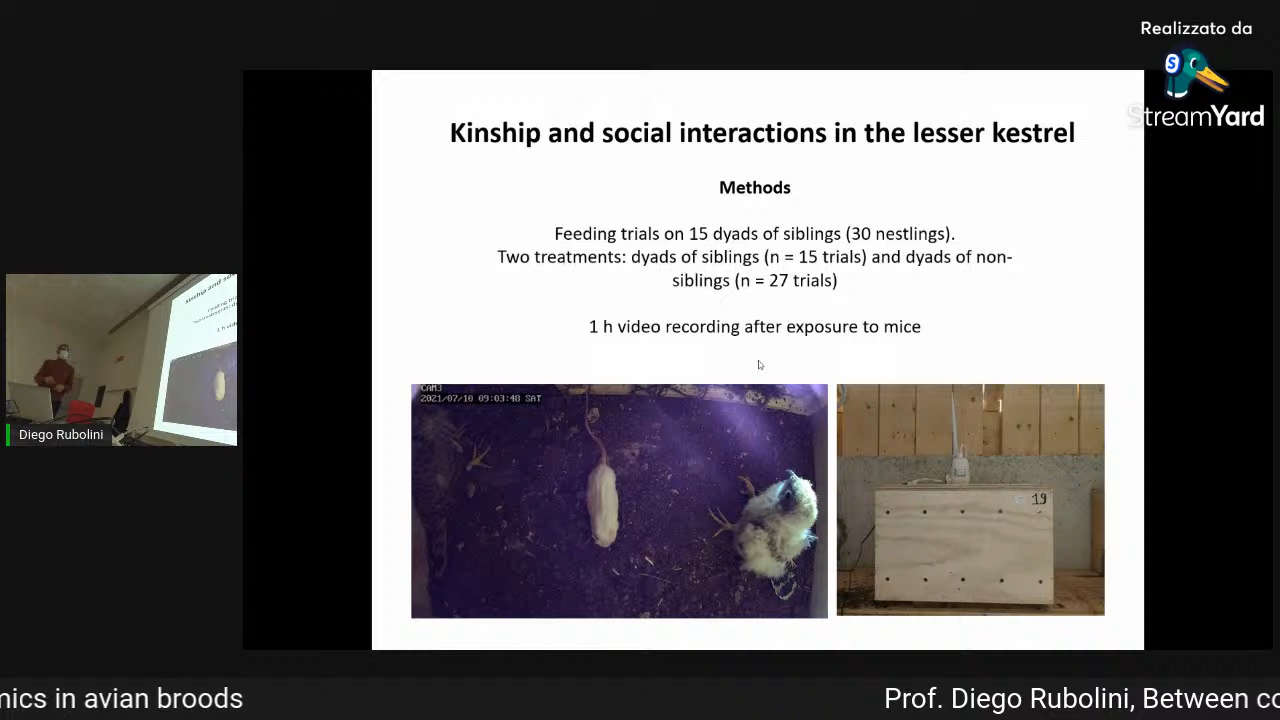 Realizzato da
StreamYard
Kinship and social interactions in the lesser kestrel
Methods
Feeding trials on 15 dyads of siblings (30 nestlings).
Two treatments: dyads of siblings (n = 15 trials) and dyads of non-
siblings (n = 27 trials)
1 h video recording after exposure to mice
CAM3
2021/07/10 09:03:48 SAT
19
Diego Rubolini
mics in avian broods
Prof. Diego Rubolini, Between co